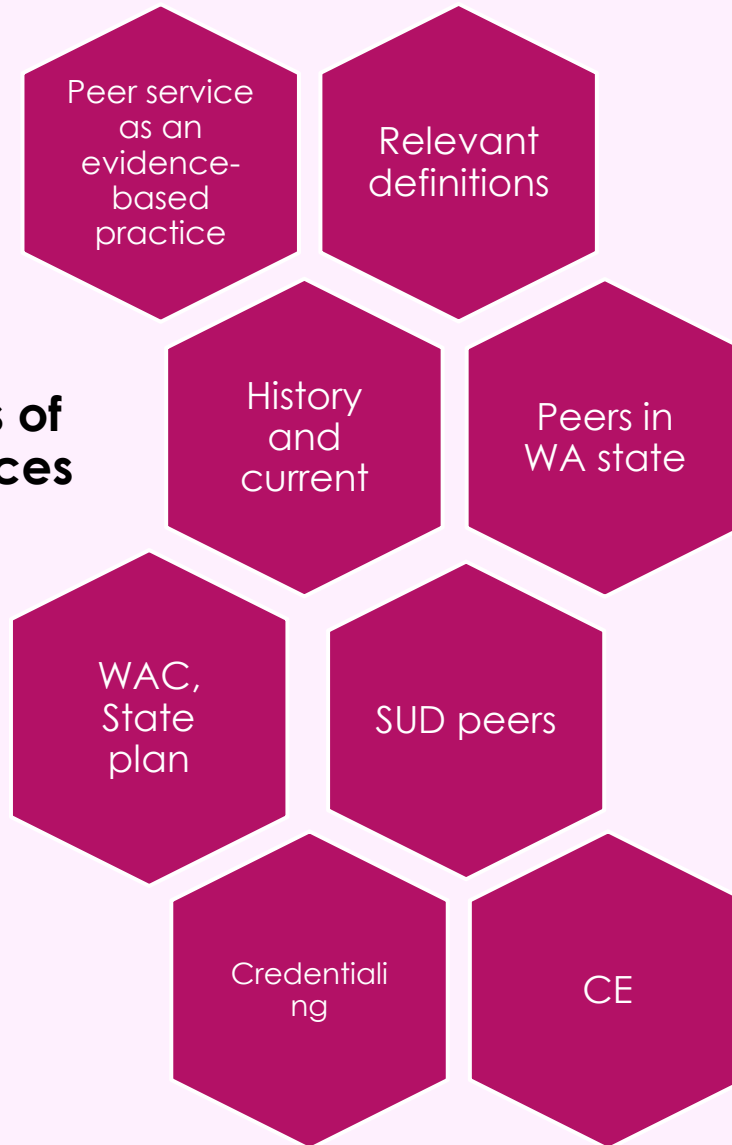 Peer service
as an
evidence-
based
practice
Relevant
definitions
s of
ces
History
and
current
Peers in
WA state
WAC,
State
plan
SUD peers
Credentiali
ng
CE